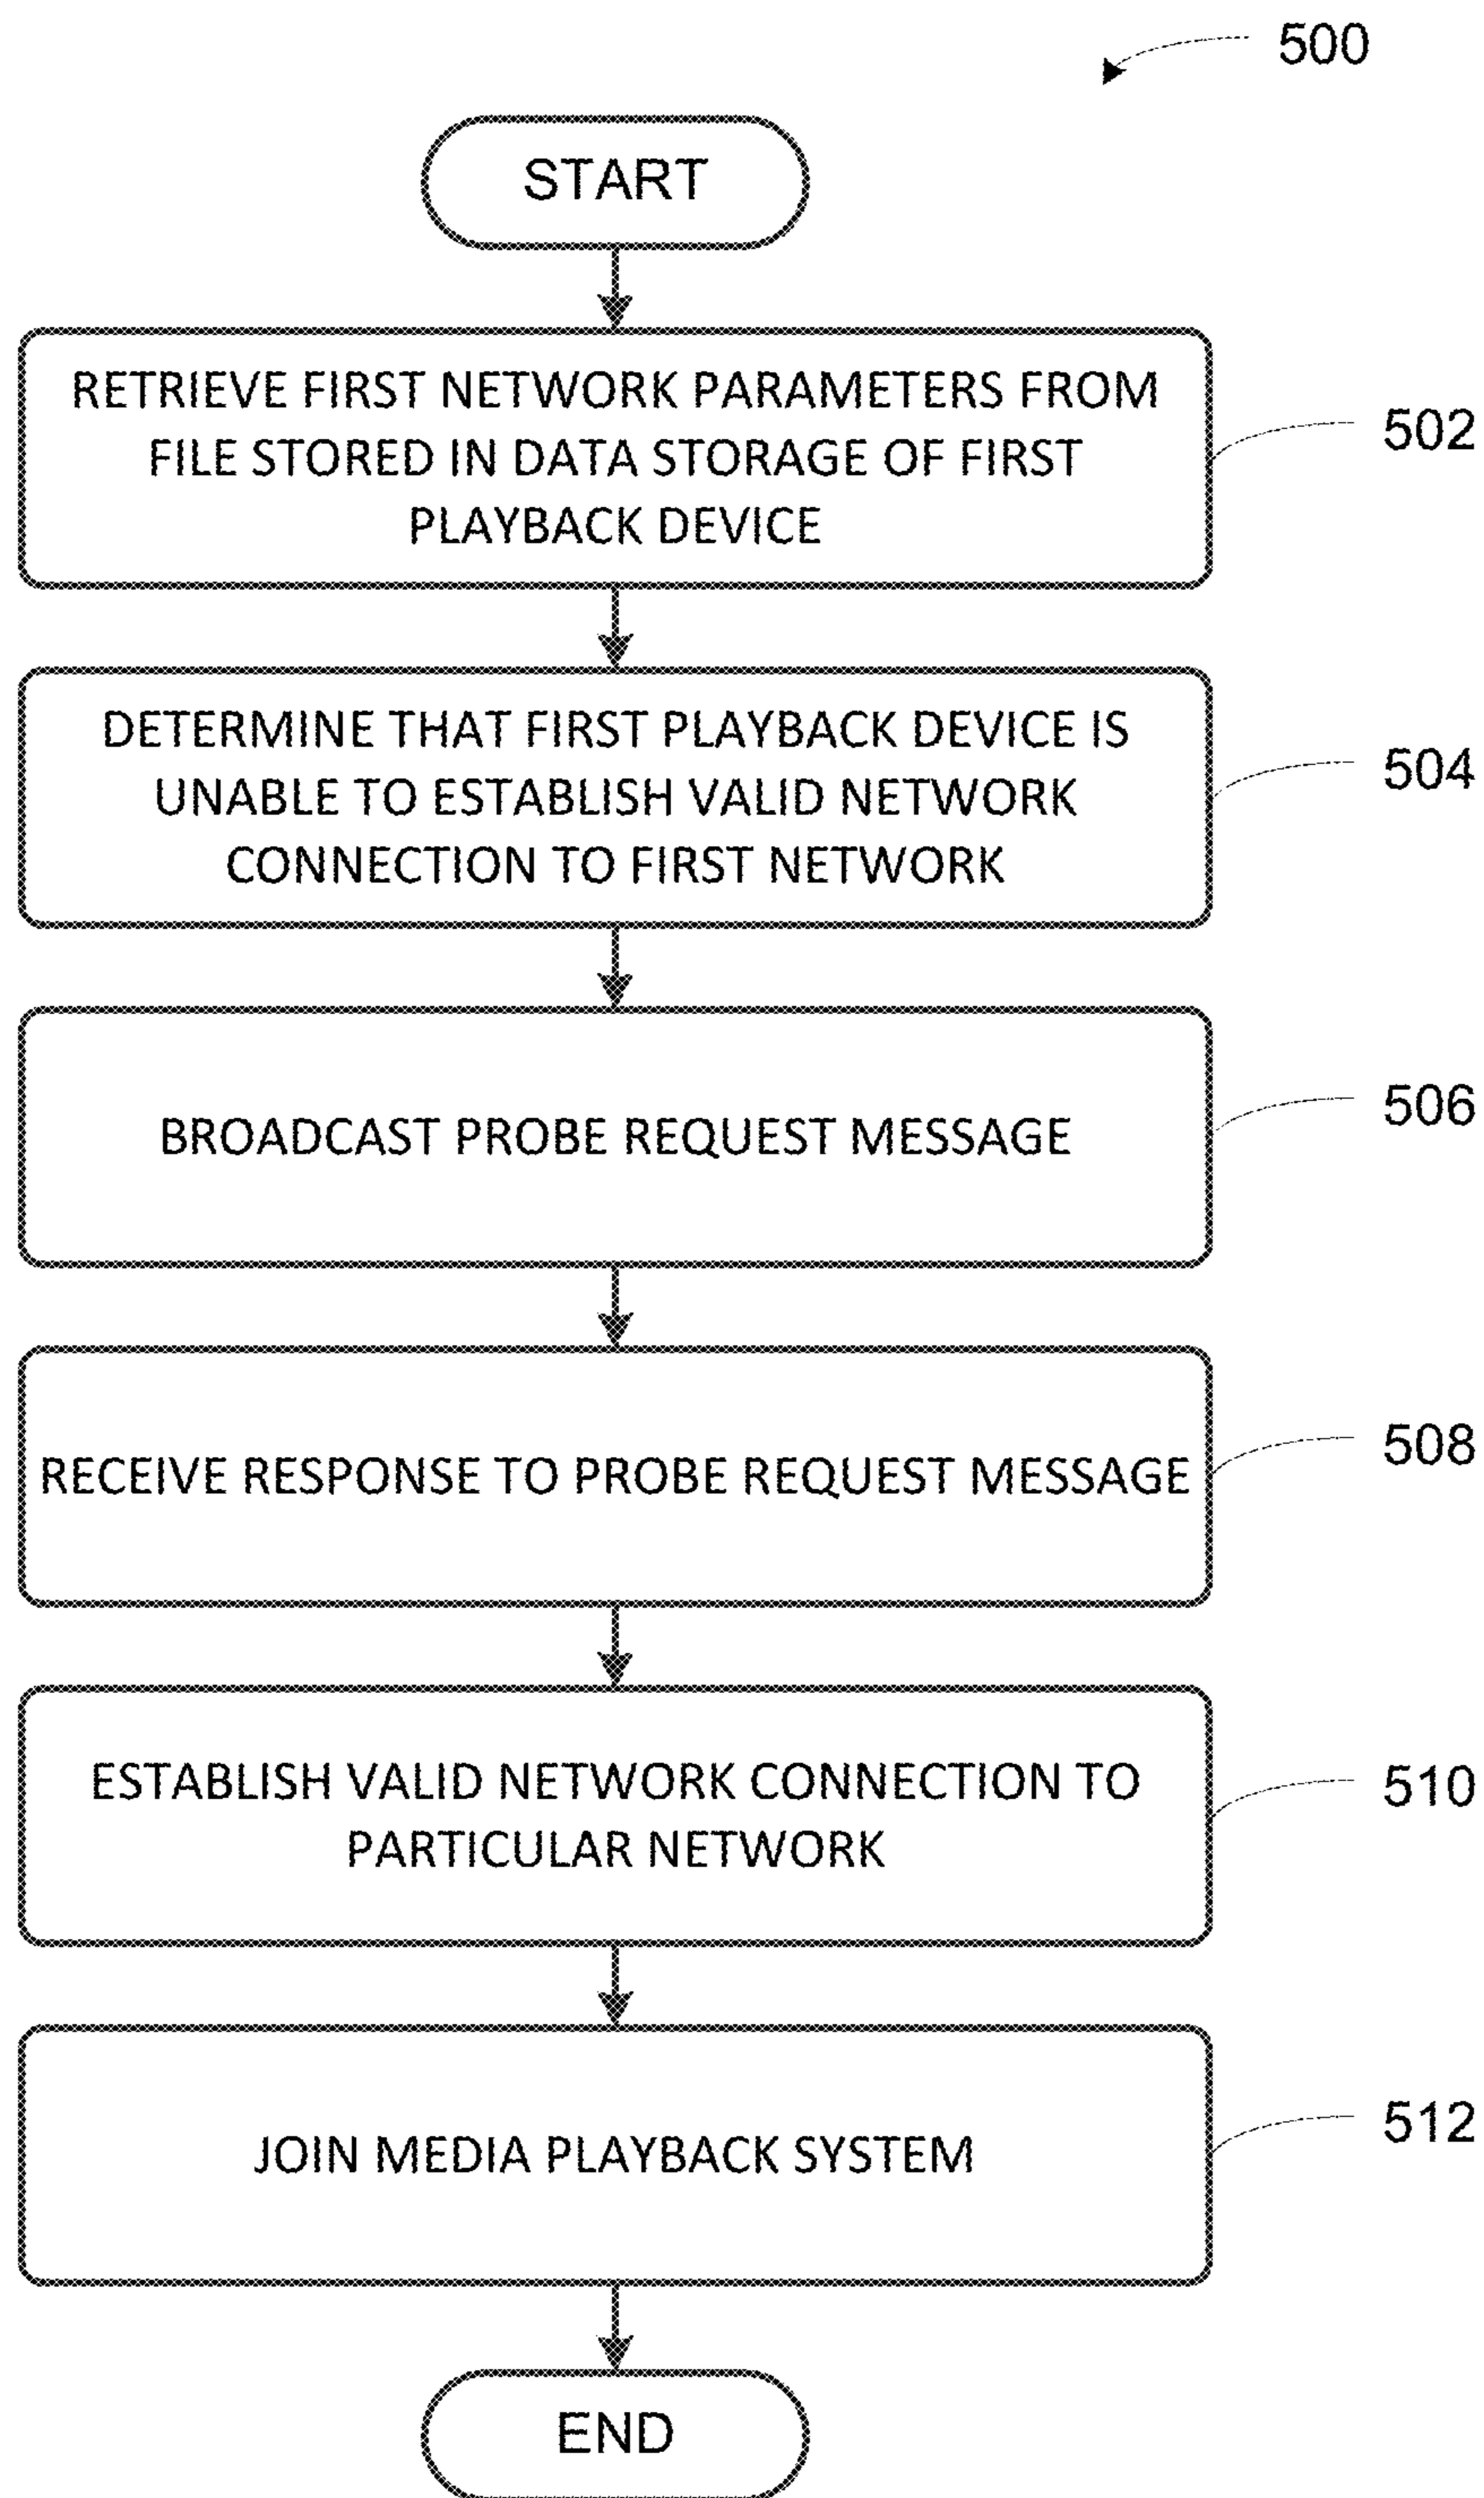 500
START
RETRIEVE FIRST NETWORK PARAMETERS FROM
FILE STORED IN DATA STORAGE OF FIRST
PLAYBACK DEVICE
502
DETERMINE THAT FIRST PLAYBACK DEVICE IS
UNABLE TO ESTABLISH VALID NETWORK
CONNECTION TO FIRST NETWORK
504
BROADCAST PROBE REQUEST MESSAGE
506
RECEIVE RESPONSE TO PROBE REQUEST MESSAGE
508
ESTABLISH VALID NETWORK CONNECTION TO
PARTICULAR NETWORK
510
JOIN MEDIA PLAYBACK SYSTEM
512
END